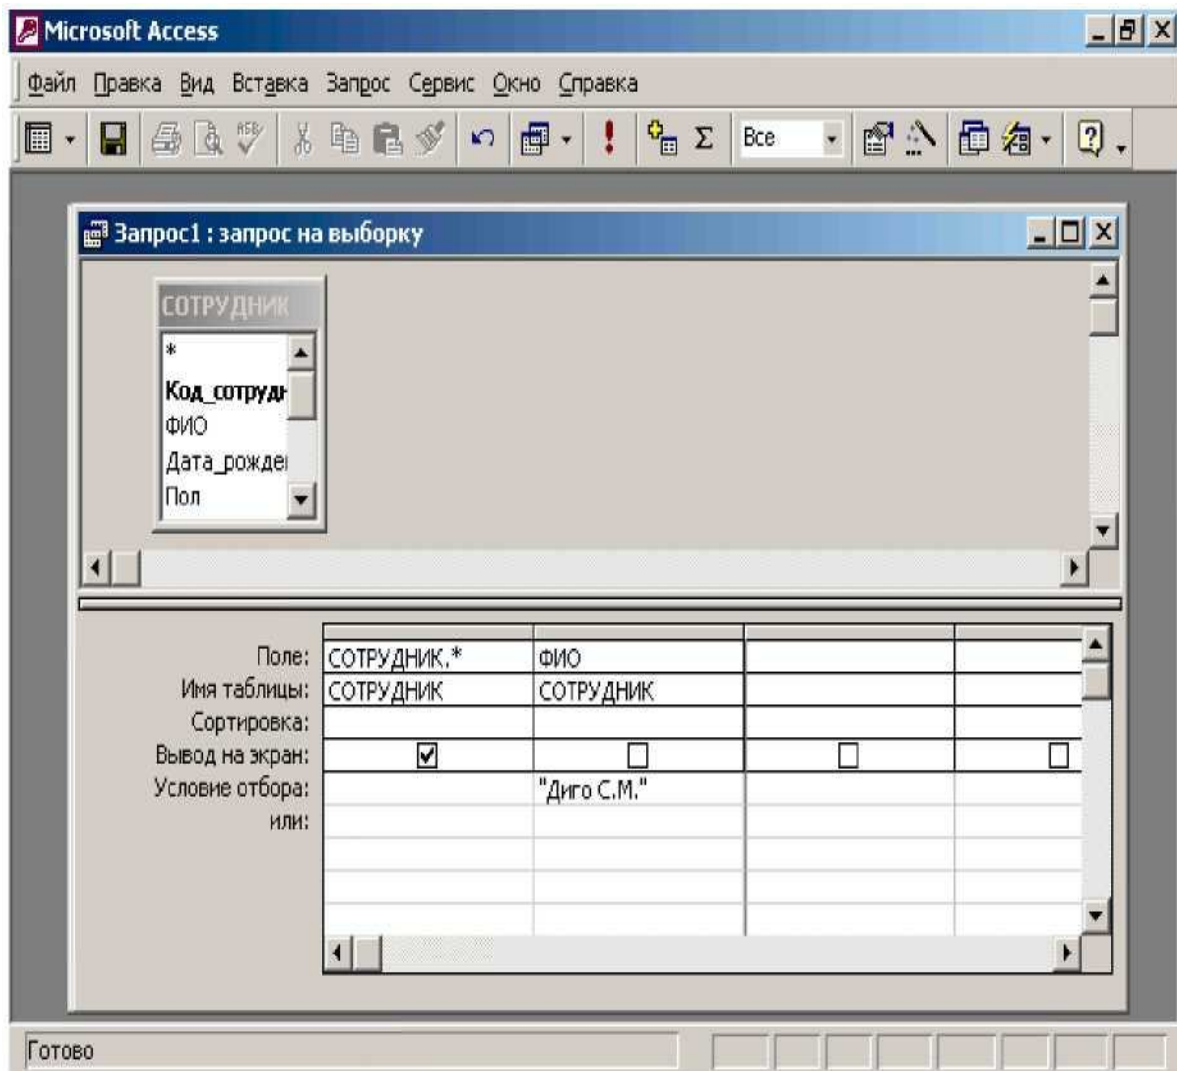 Microsoft Access
Файл Правка Вид Вставка Запрос Сервис Окно Справка
Все
Запрос1 : запрос на выборку
СОТРУДНИК
*
Код_сотрудн
ФИО
Дата_рожде
Пол
Поле: СОТРУДНИК.* ФИО
Имя таблицы: СОТРУДНИК СОТРУДНИК
Сортировка:
Вывод на экран:
Условие отбора: "Диго С.М."
или:
Готово